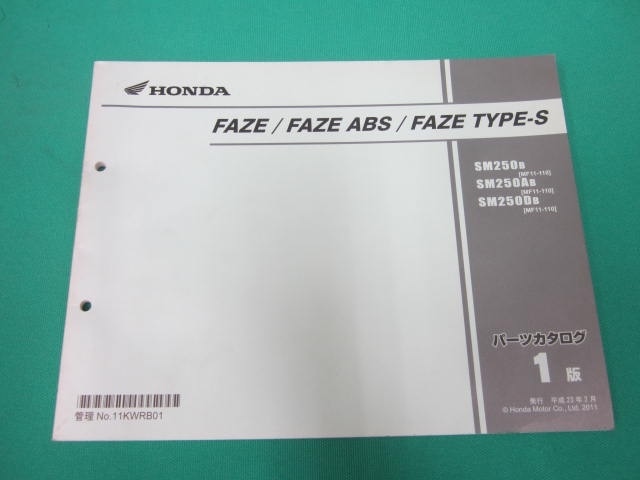 HONDA
FAZE / FAZE ABS / FAZE TYPE-S
SM250B
[MF11-110]
SM250AB
[MF11-110]
SM250DB
[MF11-110]
パーツカタログ
1 版
発行 平成 23 年 2 月
© Honda Motor Co., Ltd. 2011
管理 No.11KWRB01